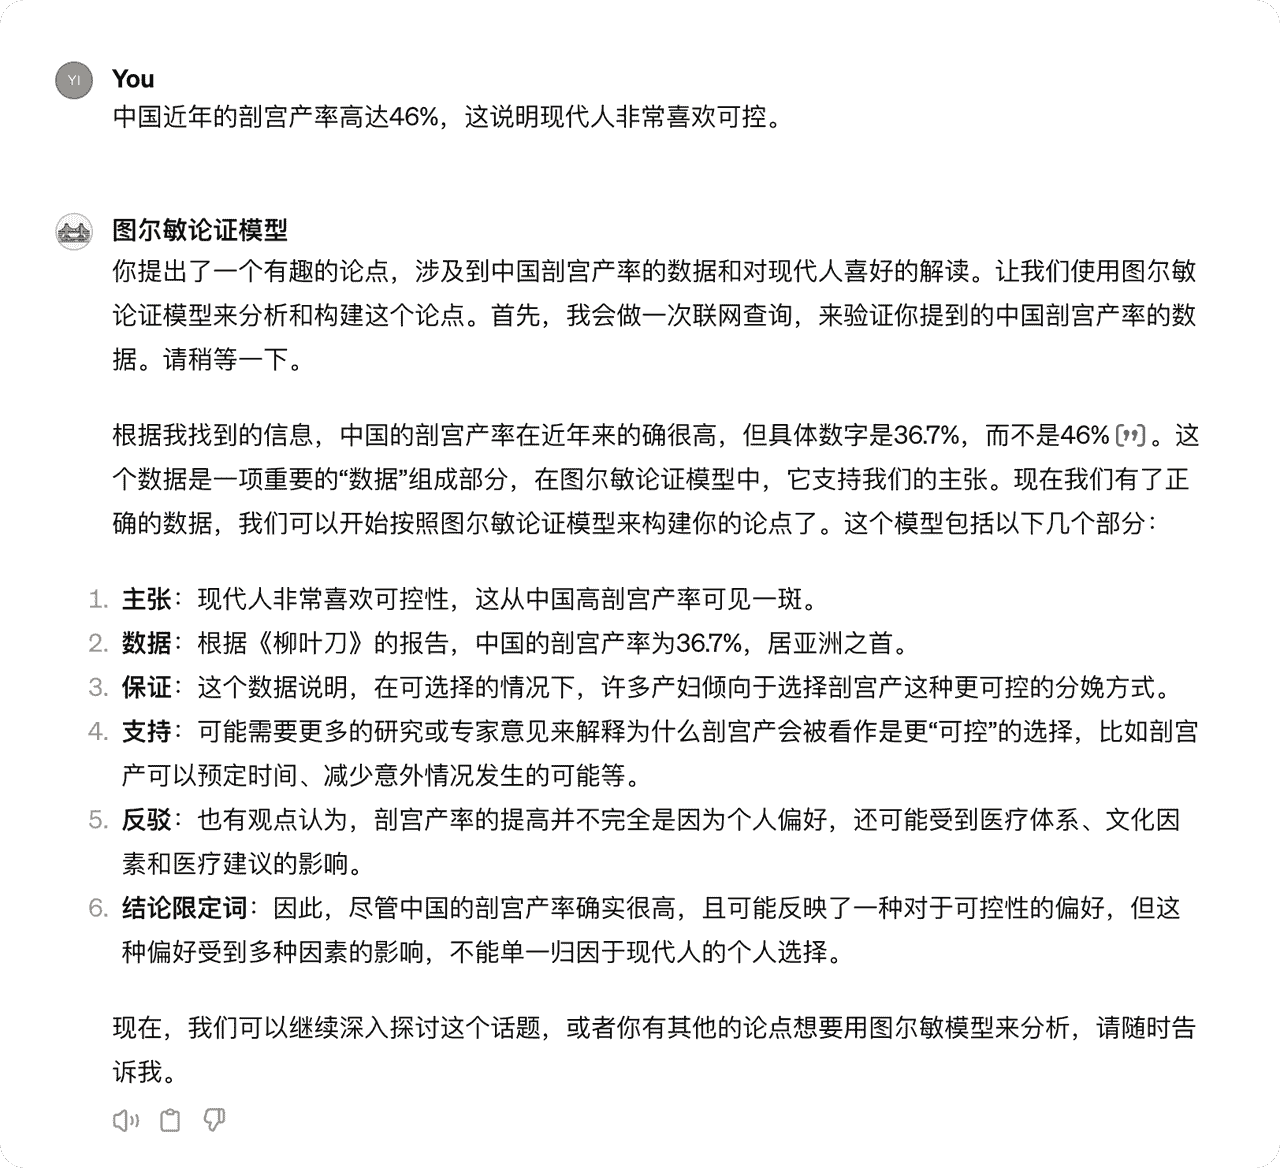 YI
You
中国近年的剖宫产率高达46%，这说明现代人非常喜欢可控。
图尔敏论证模型
你提出了一个有趣的论点，涉及到中国剖宫产率的数据和对现代人喜好的解读。让我们使用图尔敏
论证模型来分析和构建这个论点。首先，我会做一次联网查询，来验证你提到的中国剖宫产率的数
据。请稍等一下。
根据我找到的信息，中国的剖宫产率在近年来的确很高，但具体数字是36.7%，而不是46%[❞]。这
个数据是一项重要的“数据”组成部分，在图尔敏论证模型中，它支持我们的主张。现在我们有了正
确的数据，我们可以开始按照图尔敏论证模型来构建你的论点了。这个模型包括以下几个部分：
1. 主张：现代人非常喜欢可控性，这从中国高剖宫产率可见一斑。
2. 数据：根据《柳叶刀》的报告，中国的剖宫产率为36.7%，居亚洲之首。
3. 保证：这个数据说明，在可选择的情况下，许多产妇倾向于选择剖宫产这种更可控的分娩方式。
4. 支持：可能需要更多的研究或专家意见来解释为什么剖宫产会被看作是更“可控”的选择，比如剖宫
产可以预定时间、减少意外情况发生的可能等。
5. 反驳：也有观点认为，剖宫产率的提高并不完全是因为个人偏好，还可能受到医疗体系、文化因
素和医疗建议的影响。
6. 结论限定词：因此，尽管中国的剖宫产率确实很高，且可能反映了一种对于可控性的偏好，但这
种偏好受到多种因素的影响，不能单一归因于现代人的个人选择。
现在，我们可以继续深入探讨这个话题，或者你有其他的论点想要用图尔敏模型来分析，请随时告
诉我。